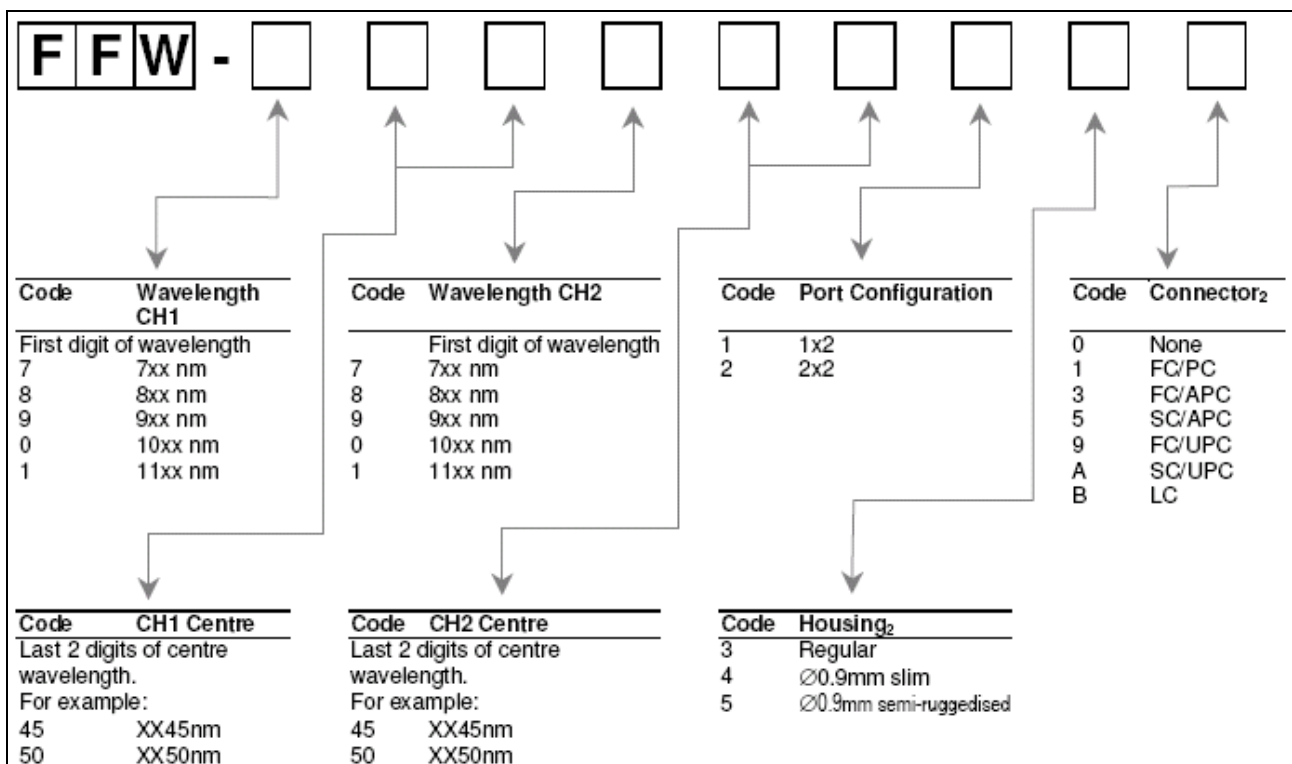 FFW-
Code Wavelength CH1
First digit of wavelength
7 7xx nm
8 8xx nm
9 9xx nm
0 10xx nm
1 11xx nm
Code Wavelength CH2
First digit of wavelength
7 7xx nm
8 8xx nm
9 9xx nm
0 10xx nm
1 11xx nm
Code Port Configuration
1 1x2
2 2x2
Code Connector₂
0 None
1 FC/PC
3 FC/APC
5 SC/APC
9 FC/UPC
A SC/UPC
B LC
Code CH1 Centre
Last 2 digits of centre
wavelength.
For example:
45 XX45nm
50 XX50nm
Code CH2 Centre
Last 2 digits of centre
wavelength.
For example:
45 XX45nm
50 XX50nm
Code Housing₂
3 Regular
4 ∅0.9mm slim
5 ∅0.9mm semi-ruggedised